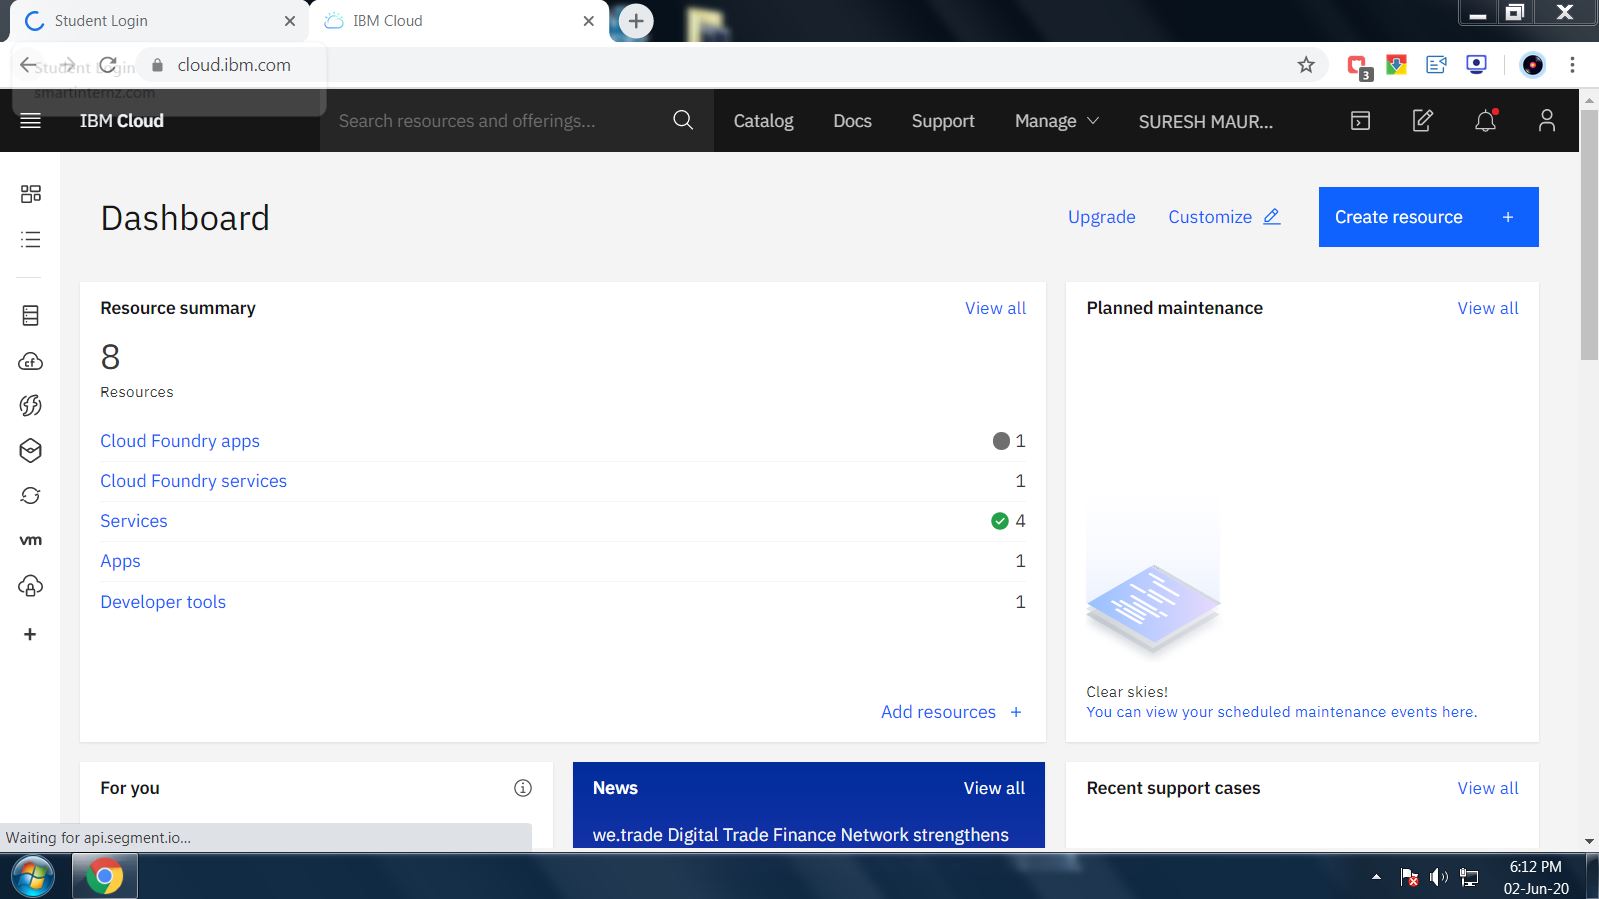 Student Login
IBM Cloud
Student Login
cloud.ibm.com
3
smartinternz.com
IBM Cloud
Search resources and offerings...
Catalog
Docs
Support
Manage
SURESH MAUR...
Dashboard
Upgrade
Customize
Create resource +
Resource summary
View all
8
Resources
Cloud Foundry apps
1
Cloud Foundry services
1
Services
4
Apps
1
Developer tools
1
Add resources +
Planned maintenance
View all
Clear skies!
You can view your scheduled maintenance events here.
cf
vm
For you
News
View all
we.trade Digital Trade Finance Network strengthens
Recent support cases
View all
Waiting for api.segment.io...
6:12 PM
02-Jun-20